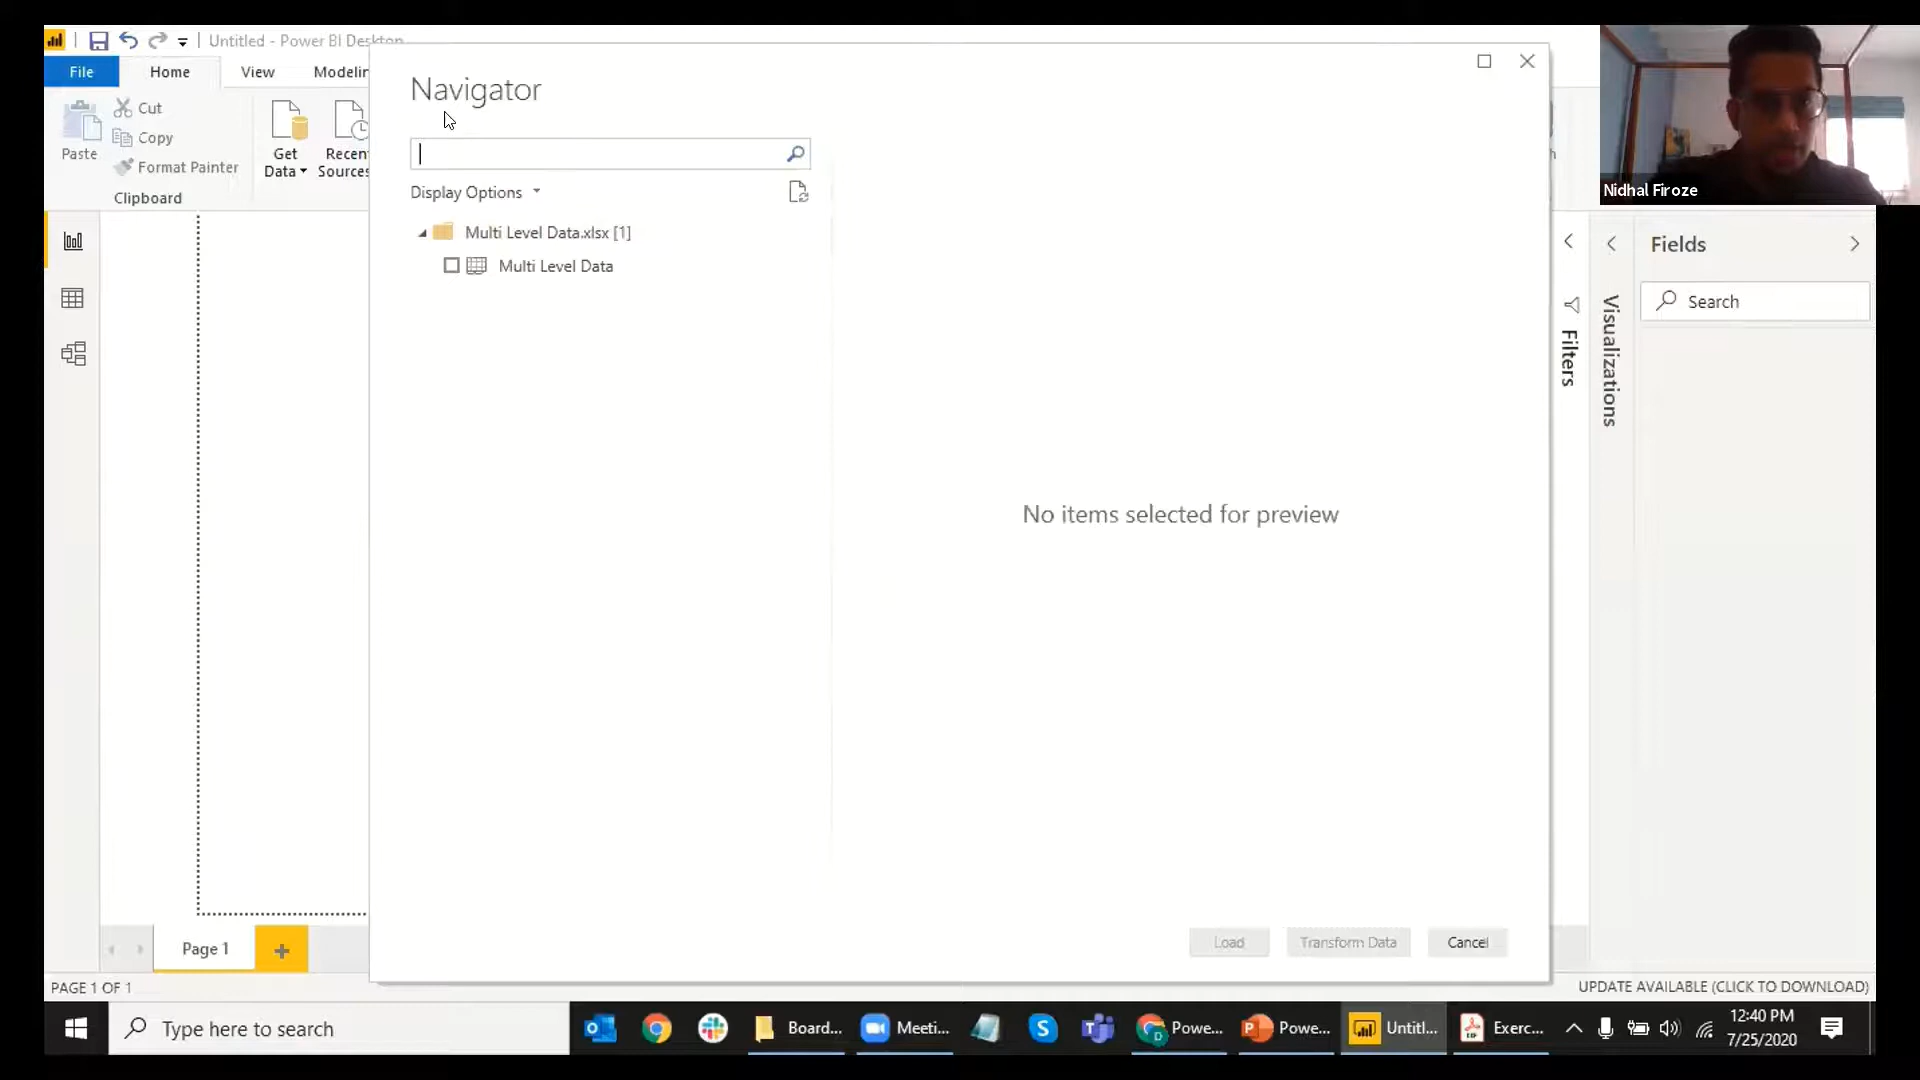 Untitled - Power BI Desktop
File
Home
View
Modelin
Cut
Copy
Format Painter
Paste
Clipboard
Get
Data
Recen
Sources
Navigator
Display Options
Multi Level Data.xlsx [1]
Multi Level Data
No items selected for preview
Load
Transform Data
Cancel
Nidhal Firoze
Filters
Visualizations
Fields
Search
Page 1
PAGE 1 OF 1
UPDATE AVAILABLE (CLICK TO DOWNLOAD)
Type here to search
Board...
Meeti...
Powe...
Powe...
Untitl...
Exerc...
12:40 PM
7/25/2020